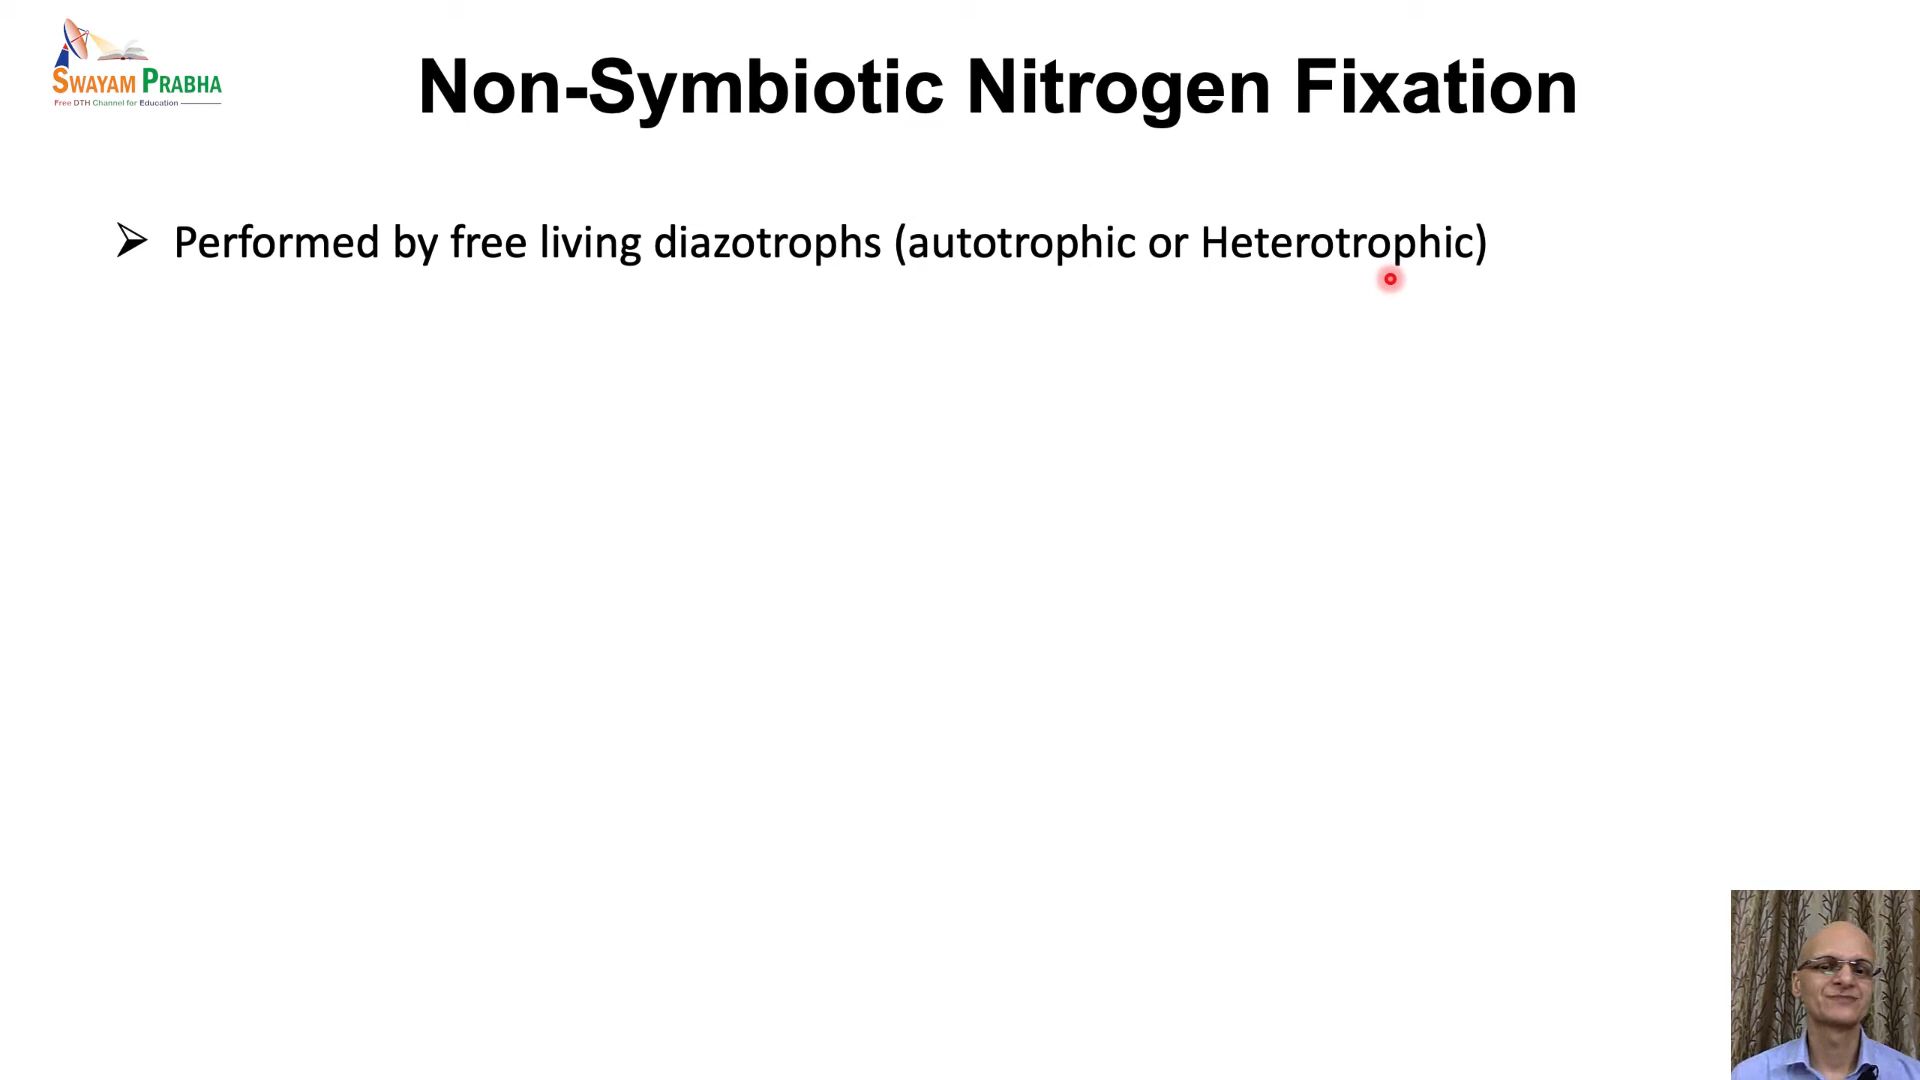 SWAYAM PRABHA
Free DTH Channel for Education
Non-Symbiotic Nitrogen Fixation
➢ Performed by free living diazotrophs (autotrophic or Heterotrophic)